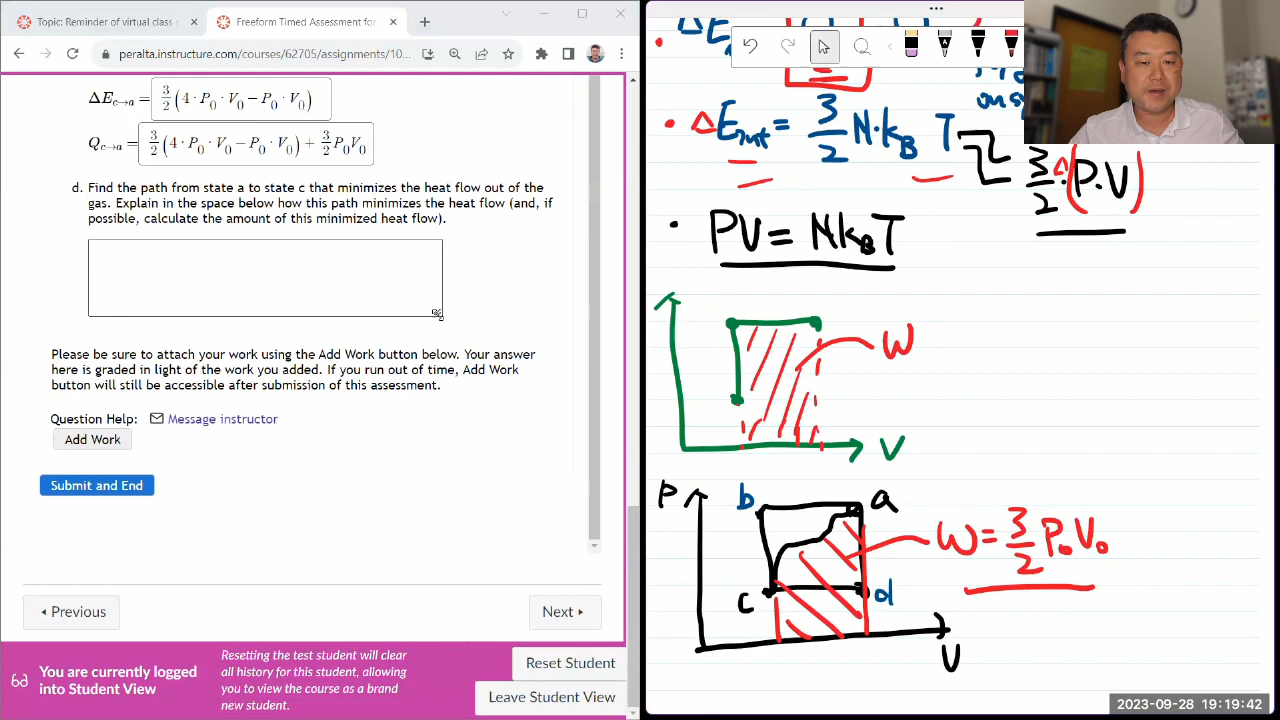 Topic: Reminder of virtual class s
Freeform Timed Assessment for
peralta.instructure.com/courses/6271/assignments/10...
ΔE_{c→a} = /2 (4 · P_0 · V_0 − P_0 · V_0)
Q_{c→a} = 3/2 (4 · P_0 · V_0 − P_0 · V_0) + 3/2 P_0 V_0
d. Find the path from state a to state c that minimizes the heat flow out of the
gas. Explain in the space below how this path minimizes the heat flow (and, if
possible, calculate the amount of this minimized heat flow).
Please be sure to attach your work using the Add Work button below. Your answer
here is graded in light of the work you added. If you run out of time, Add Work
button will still be accessible after submission of this assessment.
Question Help: Message instructor
Add Work
Submit and End
Previous
Next
You are currently logged
into Student View
Resetting the test student will clear
all history for this student, allowing
you to view the course as a brand
new student.
Reset Student
Leave Student View
ΔE
ΔE_int = 3/2 N·k_B T
3/2 · Δ(P·V)
PV = Nk_BT
W
V
P
b
a
W = 3/2 P_0 V_0
c
d
V
2023-09-28 19:19:42